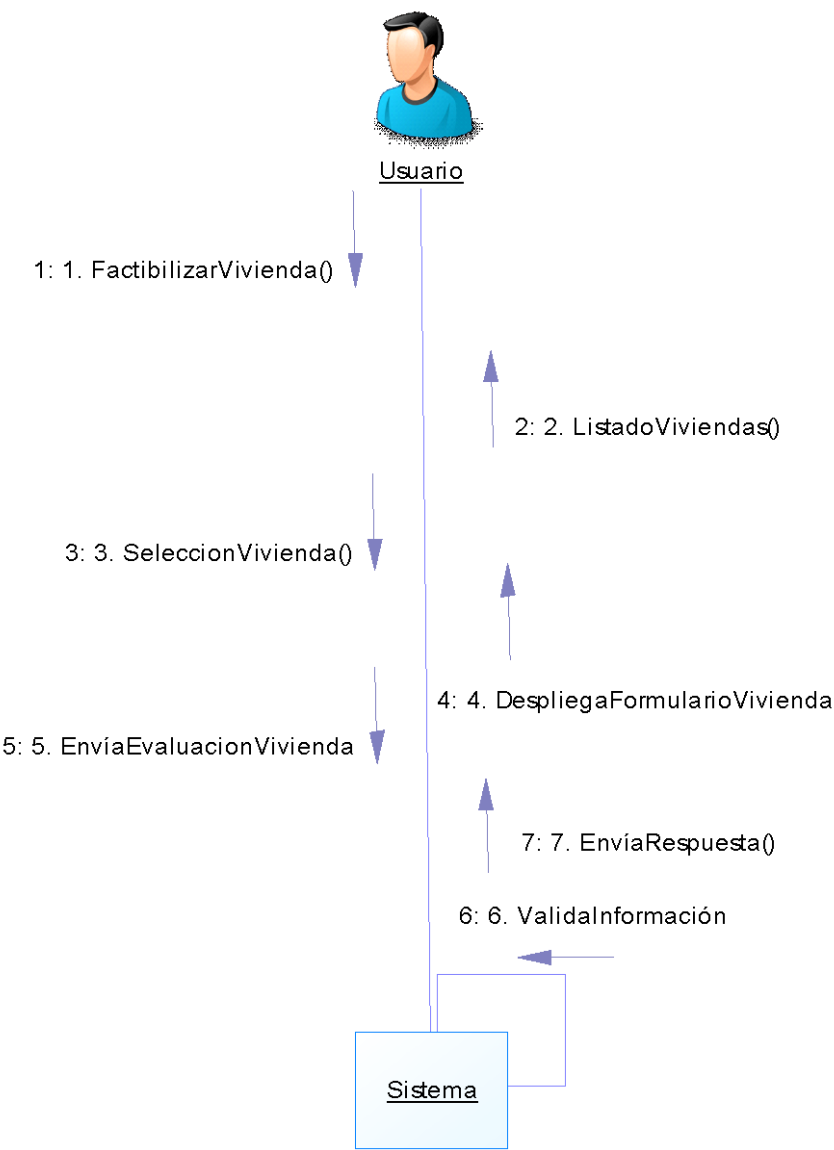 Usuario
1: 1. FactibilizarVivienda()
2: 2. ListadoViviendas()
3: 3. SeleccionVivienda()
4: 4. DespliegaFormularioVivienda
5: 5. EnvíaEvaluacionVivienda
7: 7. EnvíaRespuesta()
6: 6. ValidaInformación
Sistema